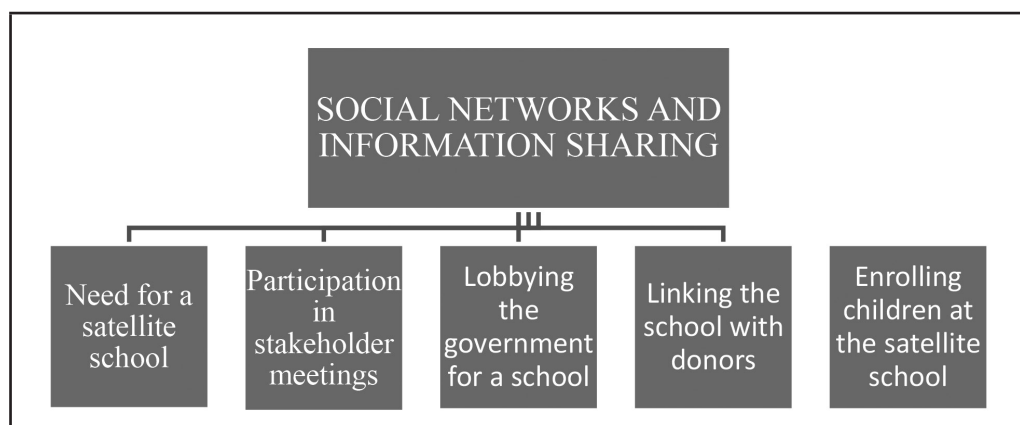 SOCIAL NETWORKS AND
INFORMATION SHARING
Need for a
satellite
school
Participation
in
stakeholder
meetings
Lobbying
the
government
for a school
Linking the
school with
donors
Enrolling
children at
the satellite
school